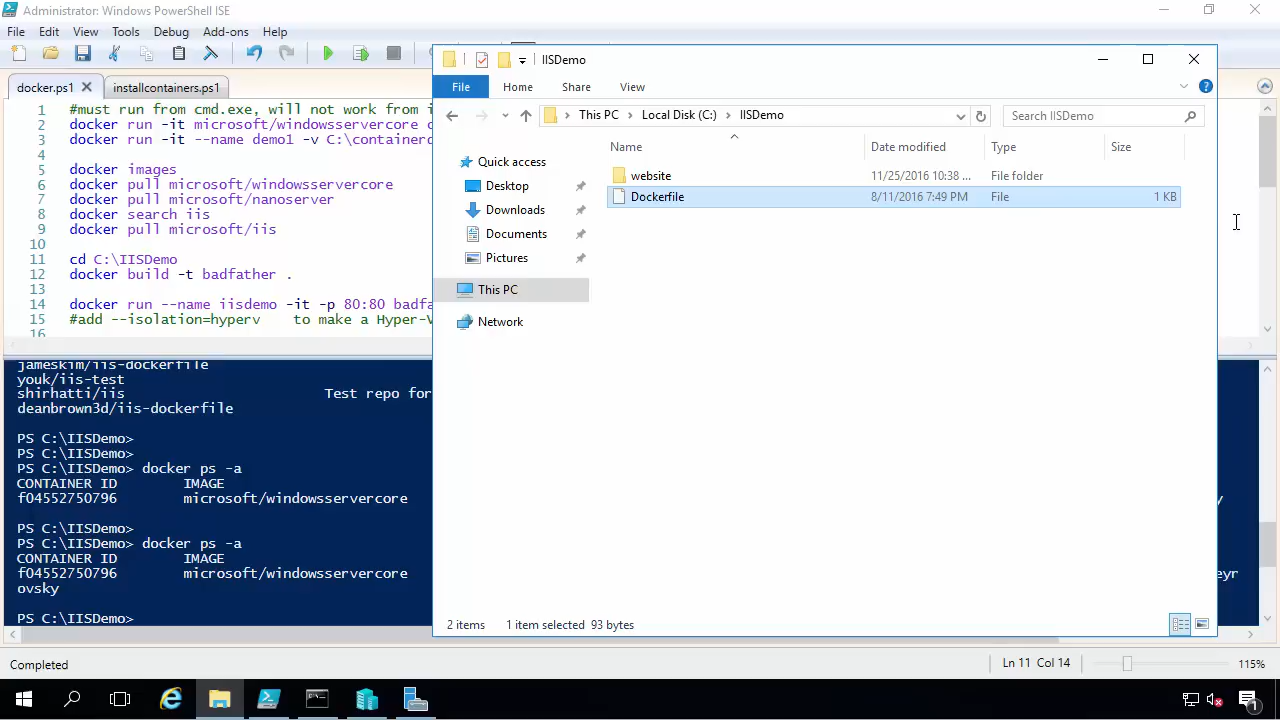 Administrator: Windows PowerShell ISE
File Edit View Tools Debug Add-ons Help
docker.ps1 installcontainers.ps1
1 #must run from cmd.exe, will not work from
2 docker run -it microsoft/windowsservercore
3 docker run -it --name demo1 -v C:\container
4
5 docker images
6 docker pull microsoft/windowsservercore
7 docker pull microsoft/nanoserver
8 docker search iis
9 docker pull microsoft/iis
10
11 cd C:\IISDemo
12 docker build -t badfather .
13
14 docker run --name iisdemo -it -p 80:80 badfa
15 #add --isolation=hyperv to make a Hyper-V
16
jameskim/iis-dockerfile
youk/iis-test
shirhatti/iis Test repo for
deanbrown3d/iis-dockerfile
PS C:\IISDemo>
PS C:\IISDemo>
PS C:\IISDemo> docker ps -a
CONTAINER ID IMAGE
f04552750796 microsoft/windowsservercore y
PS C:\IISDemo>
PS C:\IISDemo> docker ps -a
CONTAINER ID IMAGE
f04552750796 microsoft/windowsservercore eyr
ovsky
PS C:\IISDemo>
Completed
Ln 11 Col 14
115%
IISDemo
File Home Share View
This PC Local Disk (C:) IISDemo
Search IISDemo
Quick access
Desktop
Downloads
Documents
Pictures
This PC
Network
Name Date modified Type Size
website 11/25/2016 10:38 ... File folder
Dockerfile 8/11/2016 7:49 PM File 1 KB
2 items 1 item selected 93 bytes
1